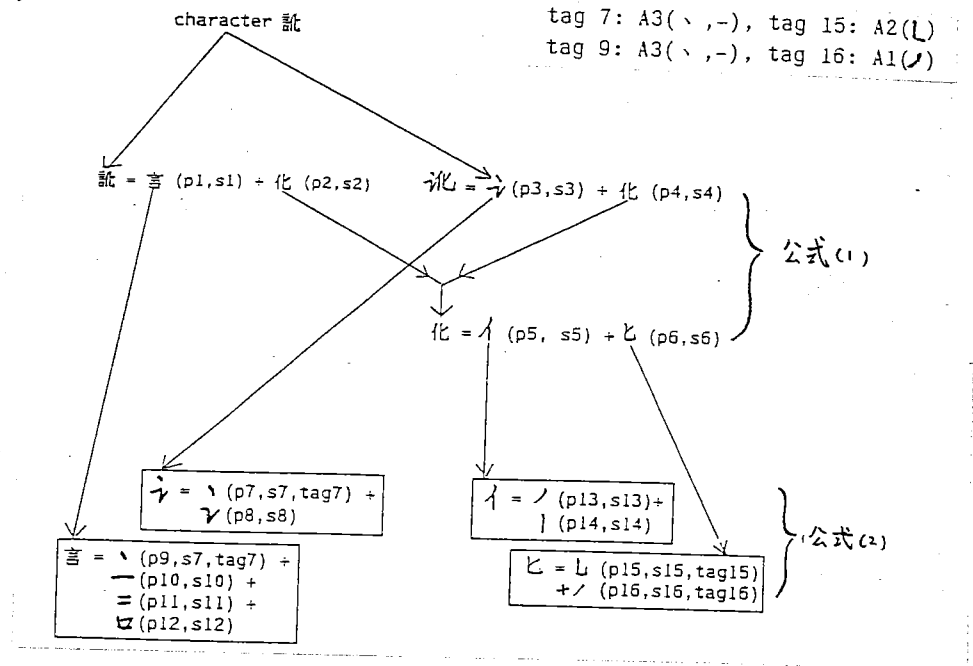 character 訛
tag 7: A3(丶,-), tag 15: A2(乚)
tag 9: A3(丶,-), tag 16: A1(丿)
訛 = 言 (p1,s1) + 化 (p2,s2)
讹 = 讠(p3,s3) + 化 (p4,s4)
公式(1)
化 = 亻(p5, s5) + 匕 (p6,s6)
讠 = 丶 (p7,s7,tag7) +
(p8,s8)
亻 = 丿 (p13,s13)+
丨(p14,s14)
公式(2)
言 = 丶 (p9,s7,tag7) +
一(p10,s10) +
二(p11,s11) +
口(p12,s12)
匕 = 乚 (p15,s15,tag15)
+丿 (p16,s16,tag16)